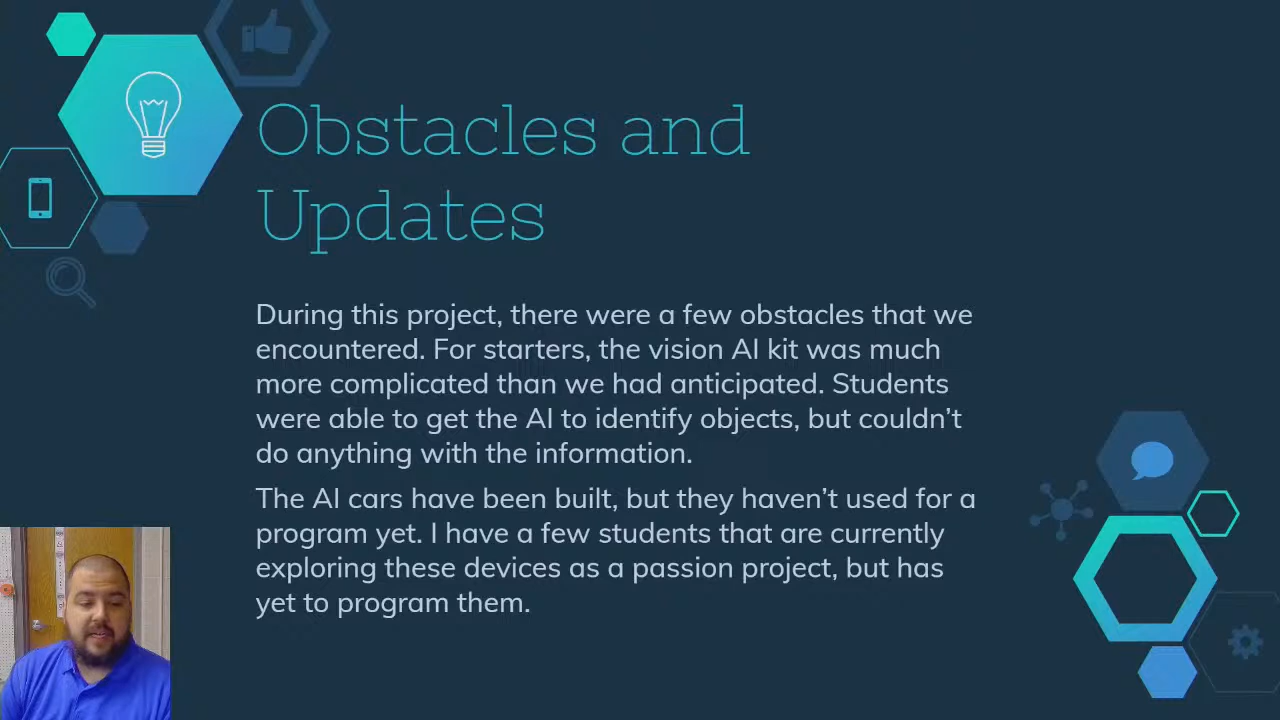 Obstacles and
Updates
During this project, there were a few obstacles that we
encountered. For starters, the vision AI kit was much
more complicated than we had anticipated. Students
were able to get the AI to identify objects, but couldn’t
do anything with the information.
The AI cars have been built, but they haven’t used for a
program yet. I have a few students that are currently
exploring these devices as a passion project, but has
yet to program them.